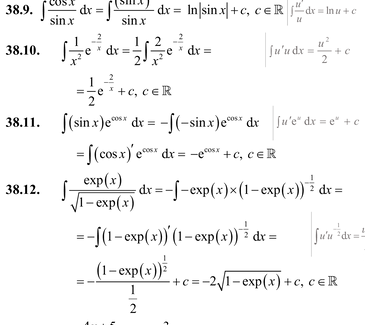 38.9. ∫ cos x / sin x dx = ∫ (sin x)' / sin x dx = ln|sin x| + c, c ∈ ℝ | ∫ u'/u dx = ln u + c
38.10. ∫ 1/x² e^(-2/x) dx = 1/2 ∫ 2/x² e^(-2/x) dx = | ∫ u'u dx = u²/2 + c
= 1/2 e^(-2/x) + c, c ∈ ℝ
38.11. ∫ (sin x)e^(cos x) dx = -∫ (-sin x)e^(cos x) dx | ∫ u'e^u dx = e^u + c
= ∫ (cos x)' e^(cos x) dx = -e^(cos x) + c, c ∈ ℝ
38.12. ∫ exp(x) / √(1 - exp(x)) dx = -∫ -exp(x) × (1 - exp(x))^(-1/2) dx =
= -∫ (1 - exp(x))' (1 - exp(x))^(-1/2) dx = | ∫ u'u^(-1/2) dx =
= - (1 - exp(x))^(1/2) / (1/2) + c = -2√(1 - exp(x)) + c, c ∈ ℝ